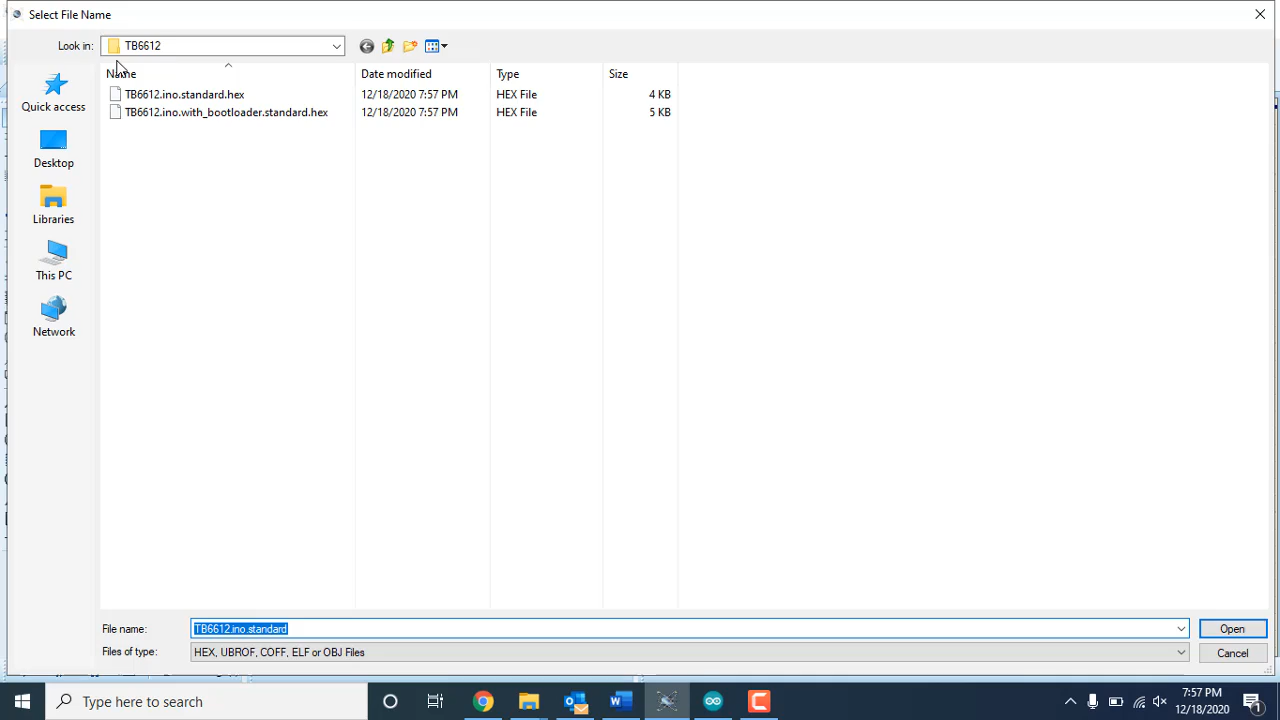 Select File Name
Look in: TB6612
Name Date modified Type Size
TB6612.ino.standard.hex 12/18/2020 7:57 PM HEX File 4 KB
TB6612.ino.with_bootloader.standard.hex 12/18/2020 7:57 PM HEX File 5 KB
Quick access
Desktop
Libraries
This PC
Network
File name: TB6612.ino.standard Open
Files of type: HEX, UBROF, COFF, ELF or OBJ Files Cancel
Type here to search
7:57 PM
12/18/2020
1